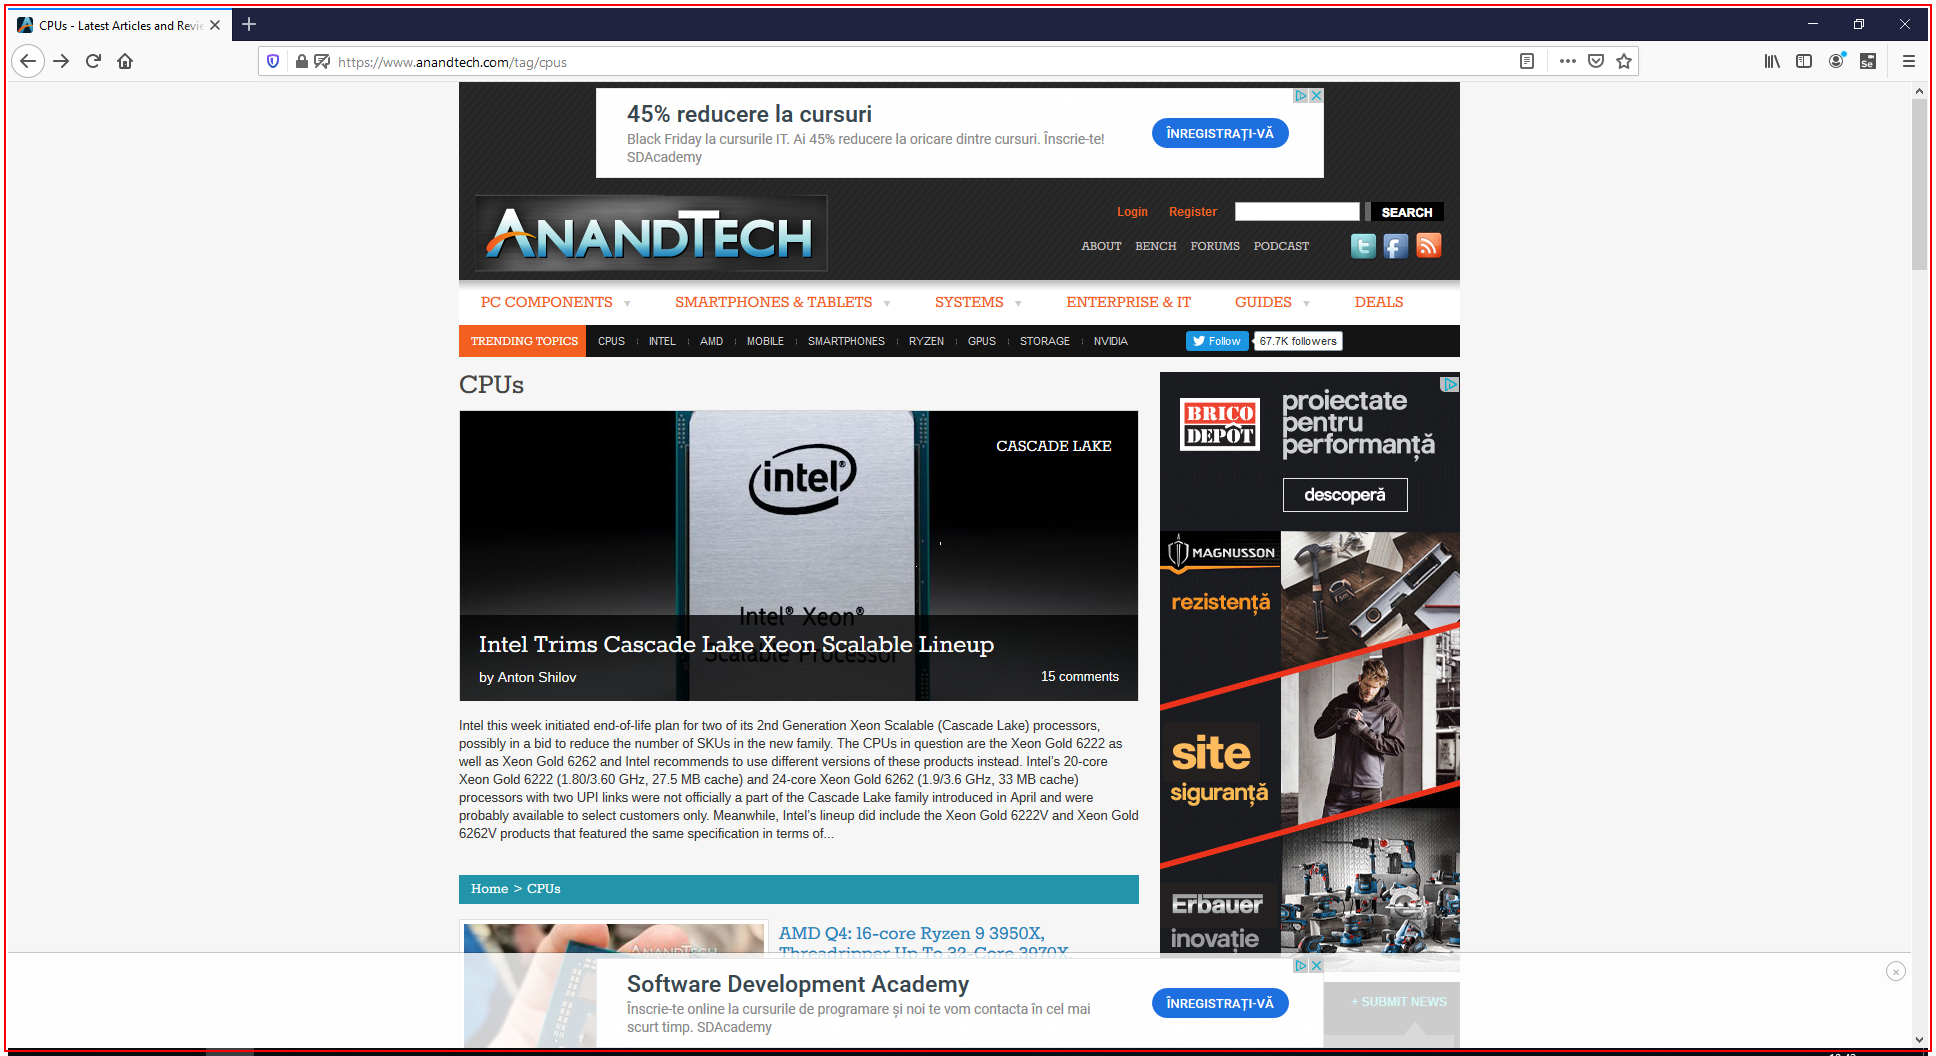 CPUs - Latest Articles and Revie
https://www.anandtech.com/tag/cpus
45% reducere la cursuri
Black Friday la cursurile IT. Ai 45% reducere la oricare dintre cursuri. Înscrie-te!
SDAcademy
ÎNREGISTRAȚI-VĂ
ANANDTECH
Login Register SEARCH
ABOUT BENCH FORUMS PODCAST
PC COMPONENTS SMARTPHONES & TABLETS SYSTEMS ENTERPRISE & IT GUIDES DEALS
TRENDING TOPICS CPUS INTEL AMD MOBILE SMARTPHONES RYZEN GPUS STORAGE NVIDIA Follow 67.7K followers
CPUs
CASCADE LAKE
intel®
Intel® Xeon®
Scalable Processor
Intel Trims Cascade Lake Xeon Scalable Lineup
by Anton Shilov
15 comments
Intel this week initiated end-of-life plan for two of its 2nd Generation Xeon Scalable (Cascade Lake) processors,
possibly in a bid to reduce the number of SKUs in the new family. The CPUs in question are the Xeon Gold 6222 as
well as Xeon Gold 6262 and Intel recommends to use different versions of these products instead. Intel's 20-core
Xeon Gold 6222 (1.80/3.60 GHz, 27.5 MB cache) and 24-core Xeon Gold 6262 (1.9/3.6 GHz, 33 MB cache)
processors with two UPI links were not officially a part of the Cascade Lake family introduced in April and were
probably available to select customers only. Meanwhile, Intel's lineup did include the Xeon Gold 6222V and Xeon Gold
6262V products that featured the same specification in terms of...
BRICO
DEPÔT
proiectate
pentru
performanță
descoperă
MAGNUSSON
rezistență
site
siguranță
Erbauer
inovație
Home > CPUs
ANANDTECH
AMD Q4: 16-core Ryzen 9 3950X,
Threadripper Up To 32-Core 3970X,
Software Development Academy
Înscrie-te online la cursurile de programare și noi te vom contacta în cel mai
scurt timp. SDAcademy
ÎNREGISTRAȚI-VĂ
+ SUBMIT NEWS